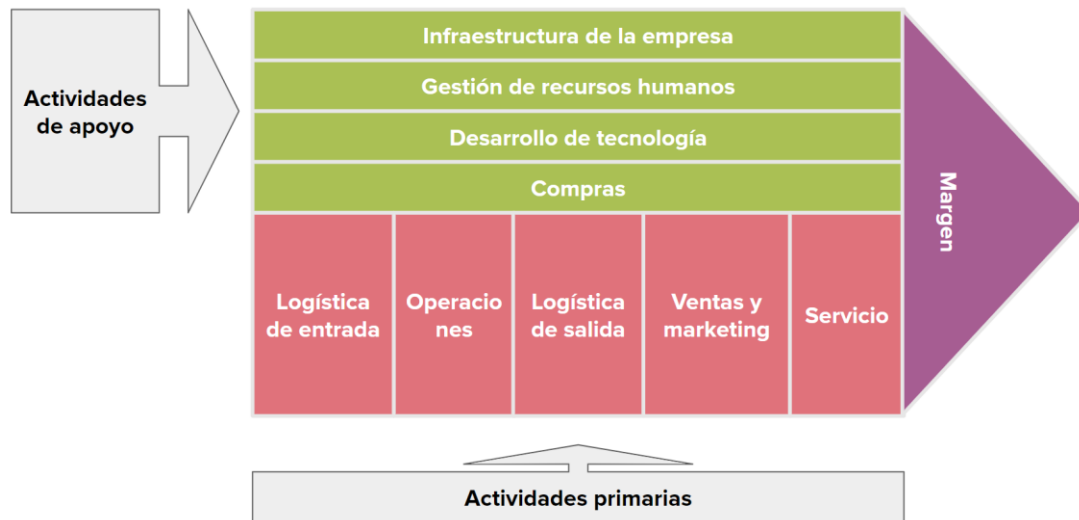 Actividades
de apoyo
Infraestructura de la empresa
Gestión de recursos humanos
Desarrollo de tecnología
Compras
Logística
de entrada
Operacio
nes
Logística
de salida
Ventas y
marketing
Servicio
Margen
Actividades primarias